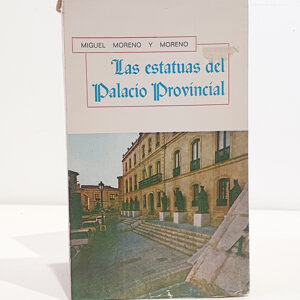 MIGUEL MORENO Y MORENO
Las estatuas del
Palacio Provincial